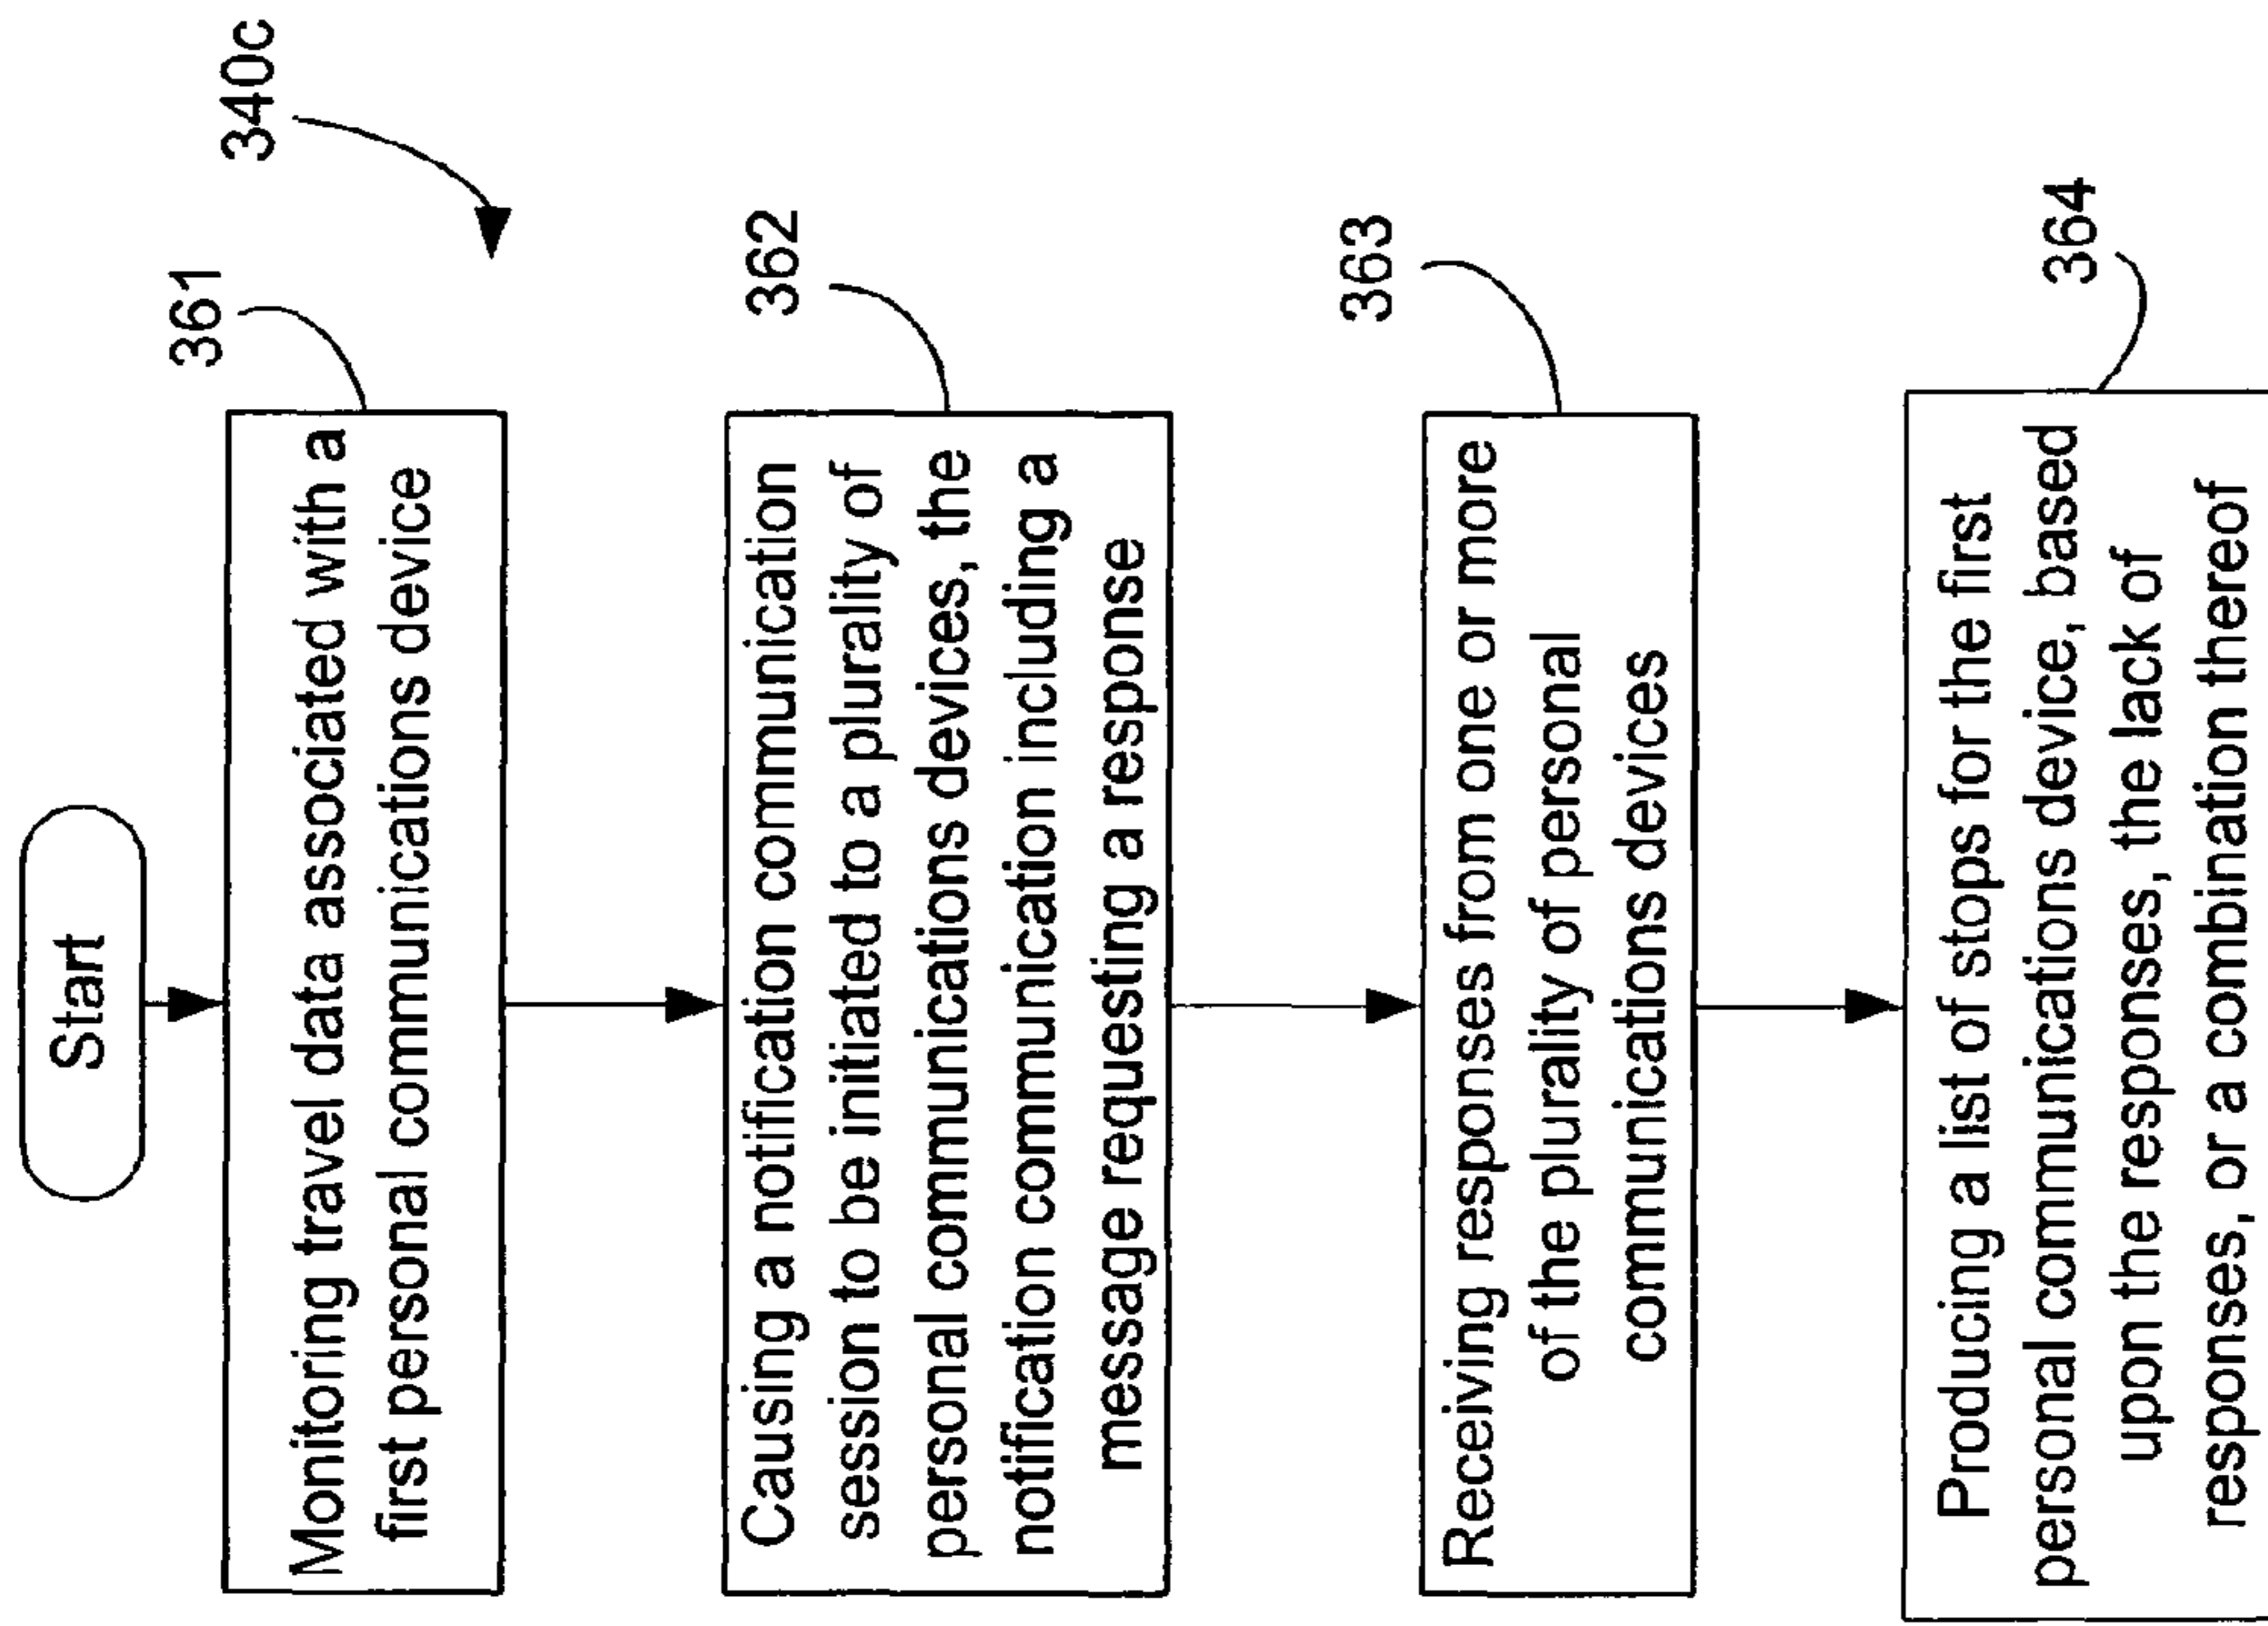 Start
340c
361
Monitoring travel data associated with a
first personal communications device
362
Causing a notification communication
session to be initiated to a plurality of
personal communications devices, the
notification communication including a
message requesting a response
363
Receiving responses from one or more
of the plurality of personal
communications devices
364
Producing a list of stops for the first
personal communications device, based
upon the responses, the lack of
responses, or a combination thereof